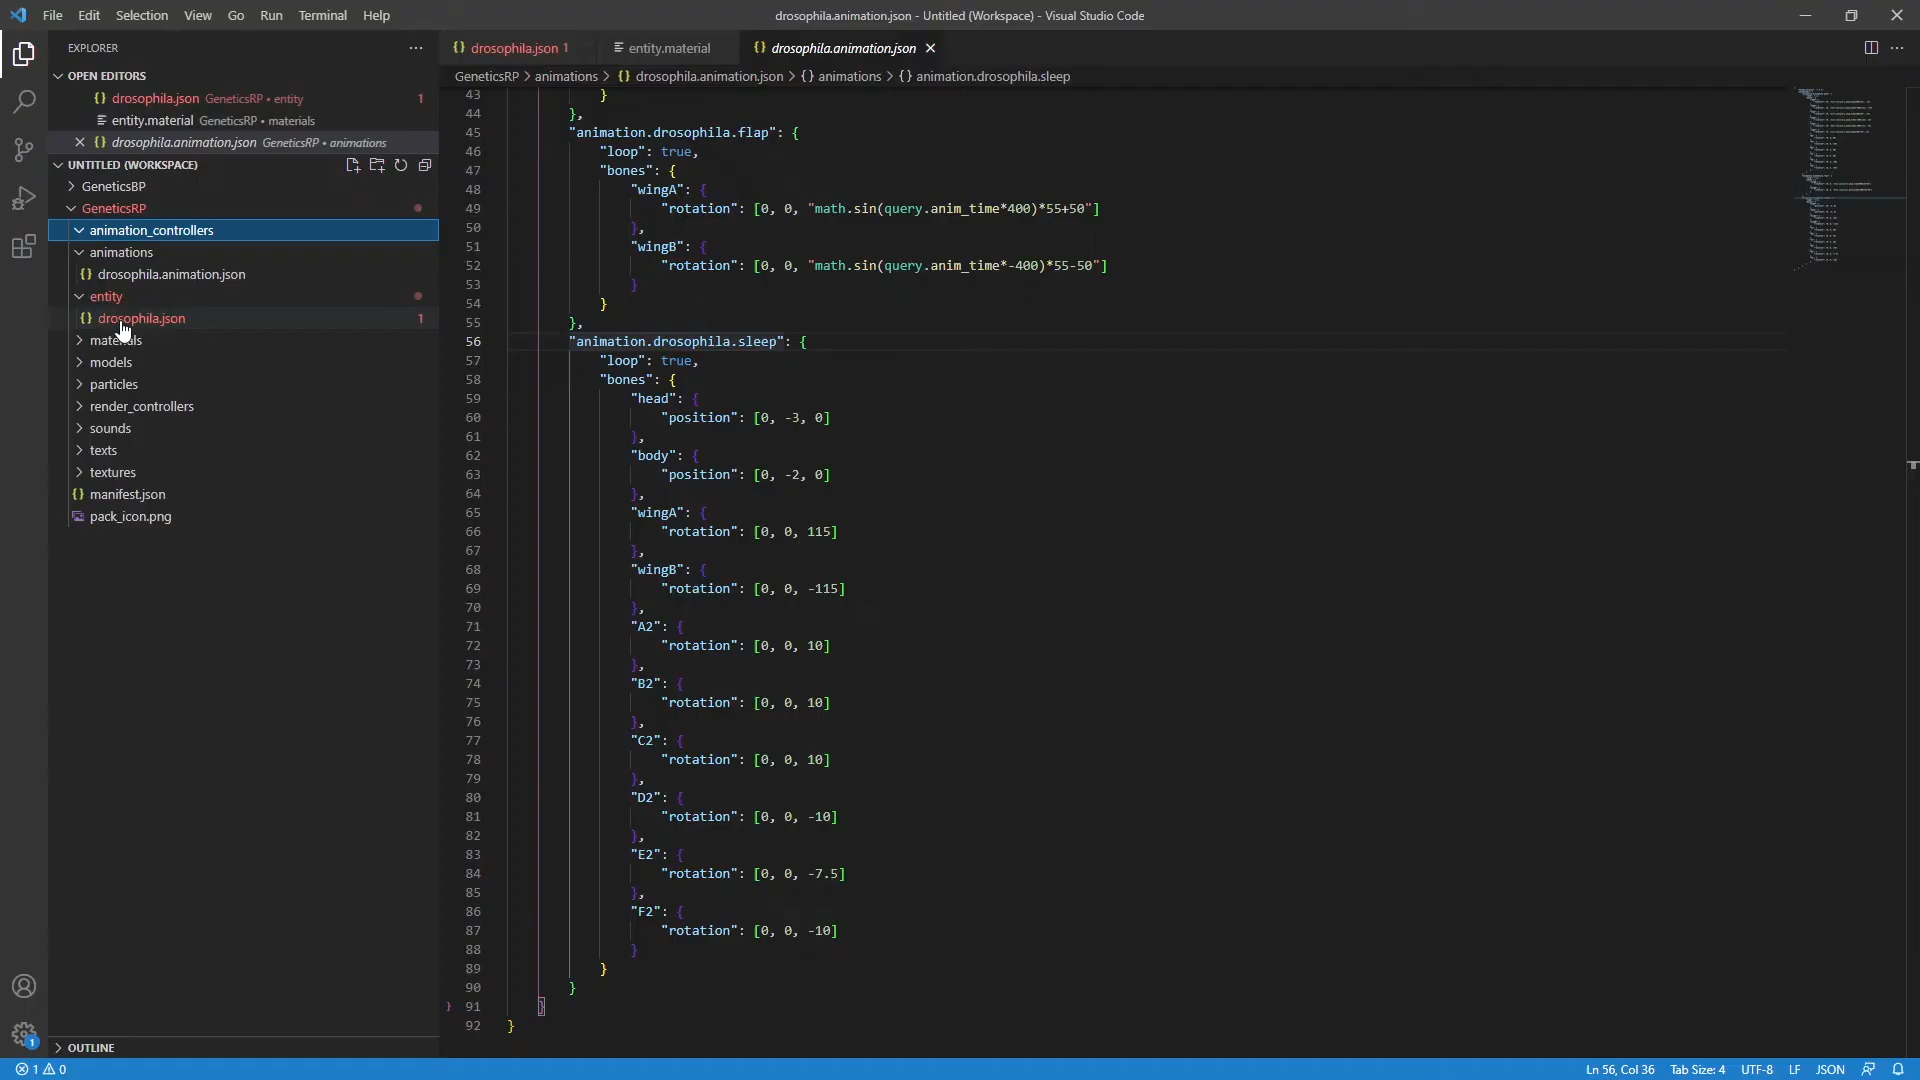 File Edit Selection View Go Run Terminal Help
drosophila.animation.json - Untitled (Workspace) - Visual Studio Code
EXPLORER
OPEN EDITORS
{} drosophila.json GeneticsRP • entity 1
entity.material GeneticsRP • materials
{} drosophila.animation.json GeneticsRP • animations
UNTITLED (WORKSPACE)
GeneticsBP
GeneticsRP
animation_controllers
animations
{} drosophila.animation.json
entity
{} drosophila.json 1
materials
models
particles
render_controllers
sounds
texts
textures
{} manifest.json
pack_icon.png
OUTLINE
{} drosophila.json 1
entity.material
{} drosophila.animation.json
GeneticsRP > animations > {} drosophila.animation.json > {} animations > {} animation.drosophila.sleep
43 }
44 },
45 "animation.drosophila.flap": {
46 "loop": true,
47 "bones": {
48 "wingA": {
49 "rotation": [0, 0, "math.sin(query.anim_time*400)*55+50"]
50 },
51 "wingB": {
52 "rotation": [0, 0, "math.sin(query.anim_time*-400)*55-50"]
53 }
54 }
55 },
56 "animation.drosophila.sleep": {
57 "loop": true,
58 "bones": {
59 "head": {
60 "position": [0, -3, 0]
61 },
62 "body": {
63 "position": [0, -2, 0]
64 },
65 "wingA": {
66 "rotation": [0, 0, 115]
67 },
68 "wingB": {
69 "rotation": [0, 0, -115]
70 },
71 "A2": {
72 "rotation": [0, 0, 10]
73 },
74 "B2": {
75 "rotation": [0, 0, 10]
76 },
77 "C2": {
78 "rotation": [0, 0, 10]
79 },
80 "D2": {
81 "rotation": [0, 0, -10]
82 },
83 "E2": {
84 "rotation": [0, 0, -7.5]
85 },
86 "F2": {
87 "rotation": [0, 0, -10]
88 }
89 }
90 }
} 91 }
92 }
1
1 0
Ln 56, Col 36 Tab Size: 4 UTF-8 LF JSON